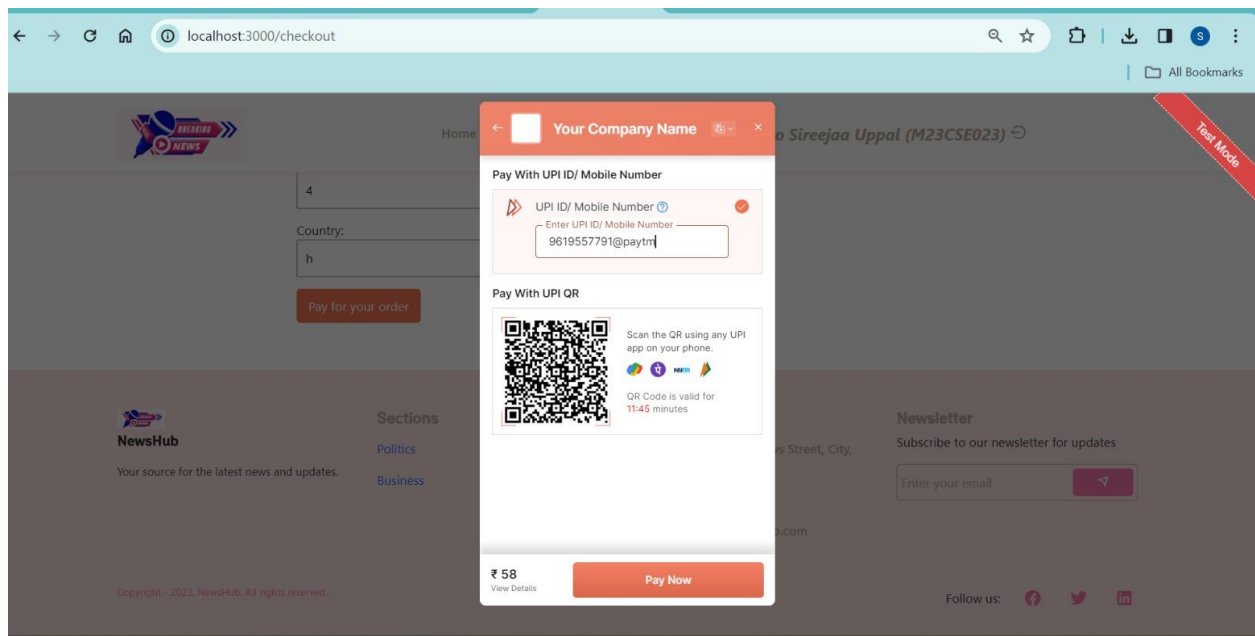 localhost:3000/checkout
S
All Bookmarks
BREAKING
NEWS
Home
o Sireejaa Uppal (M23CSE023)
Test Mode
Your Company Name
Pay With UPI ID/ Mobile Number
UPI ID/ Mobile Number
Enter UPI ID/ Mobile Number
9619557791@paytm
4
Country:
h
Pay for your order
Pay With UPI QR
Scan the QR using any UPI
app on your phone.
QR Code is valid for
11:45 minutes
NewsHub
Your source for the latest news and updates.
Sections
Politics
Business
vs Street, City,
o.com
Newsletter
Subscribe to our newsletter for updates
Enter your email
₹ 58
View Details
Pay Now
Copyright - 2023, NewsHub. All rights reserved.
Follow us: